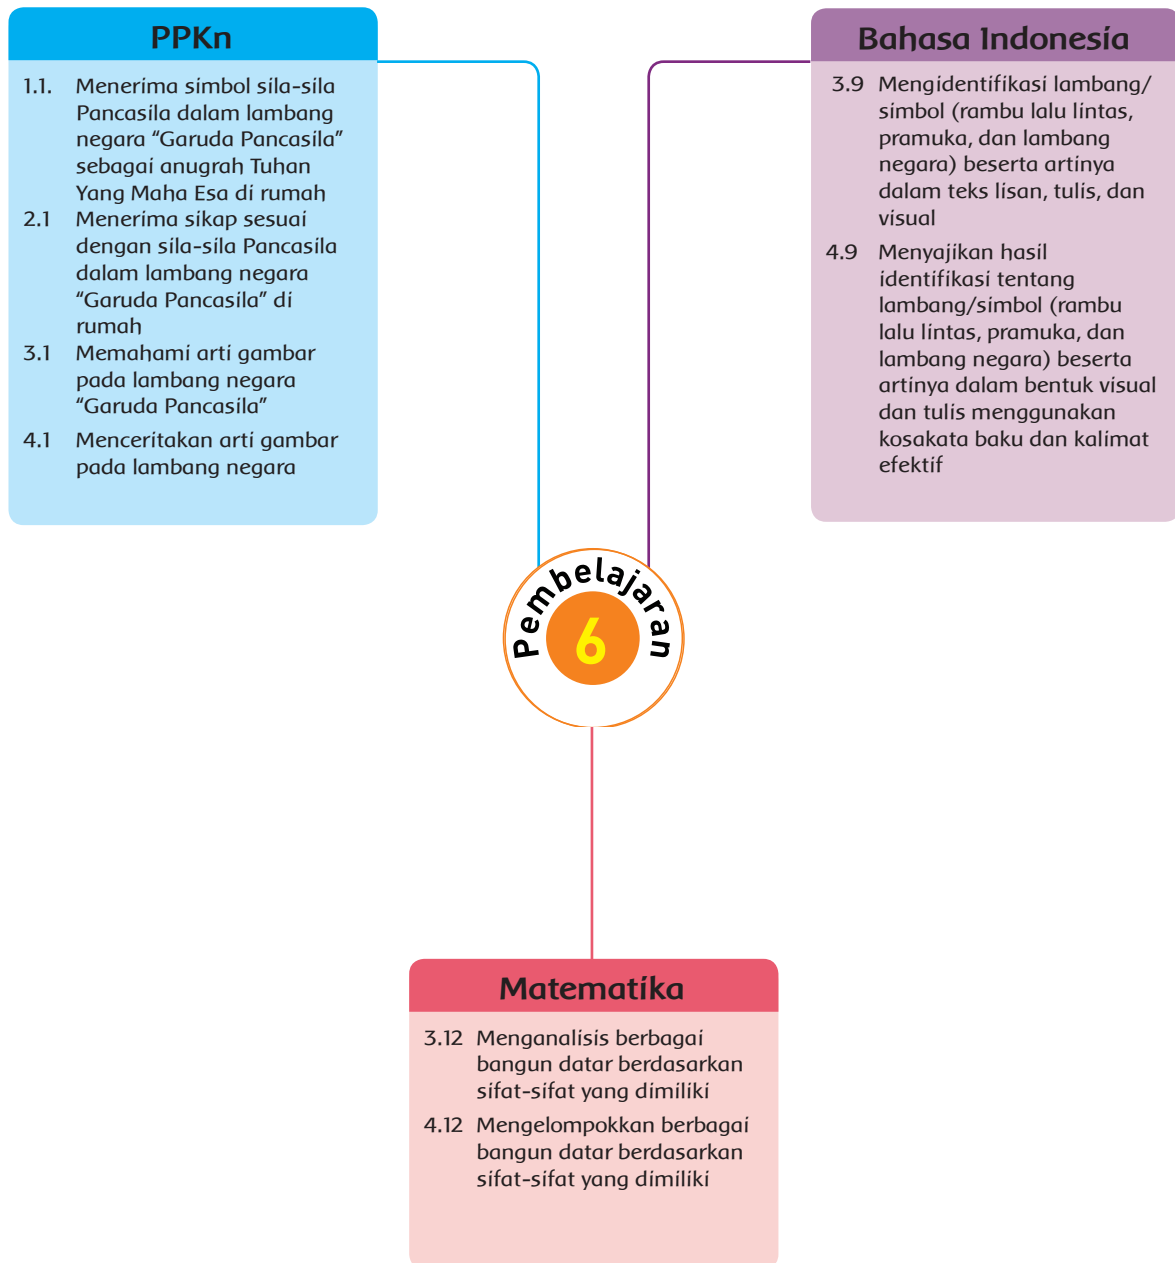 PPKn
1.1. Menerima simbol sila-sila
Pancasila dalam lambang
negara “Garuda Pancasila”
sebagai anugrah Tuhan
Yang Maha Esa di rumah
2.1 Menerima sikap sesuai
dengan sila-sila Pancasila
dalam lambang negara
“Garuda Pancasila” di
rumah
3.1 Memahami arti gambar
pada lambang negara
“Garuda Pancasila”
4.1 Menceritakan arti gambar
pada lambang negara
Bahasa Indonesia
3.9 Mengidentifikasi lambang/
simbol (rambu lalu lintas,
pramuka, dan lambang
negara) beserta artinya
dalam teks lisan, tulis, dan
visual
4.9 Menyajikan hasil
identifikasi tentang
lambang/simbol (rambu
lalu lintas, pramuka, dan
lambang negara) beserta
artinya dalam bentuk visual
dan tulis menggunakan
kosakata baku dan kalimat
efektif
Pembelajaran
6
Matematika
3.12 Menganalisis berbagai
bangun datar berdasarkan
sifat-sifat yang dimiliki
4.12 Mengelompokkan berbagai
bangun datar berdasarkan
sifat-sifat yang dimiliki